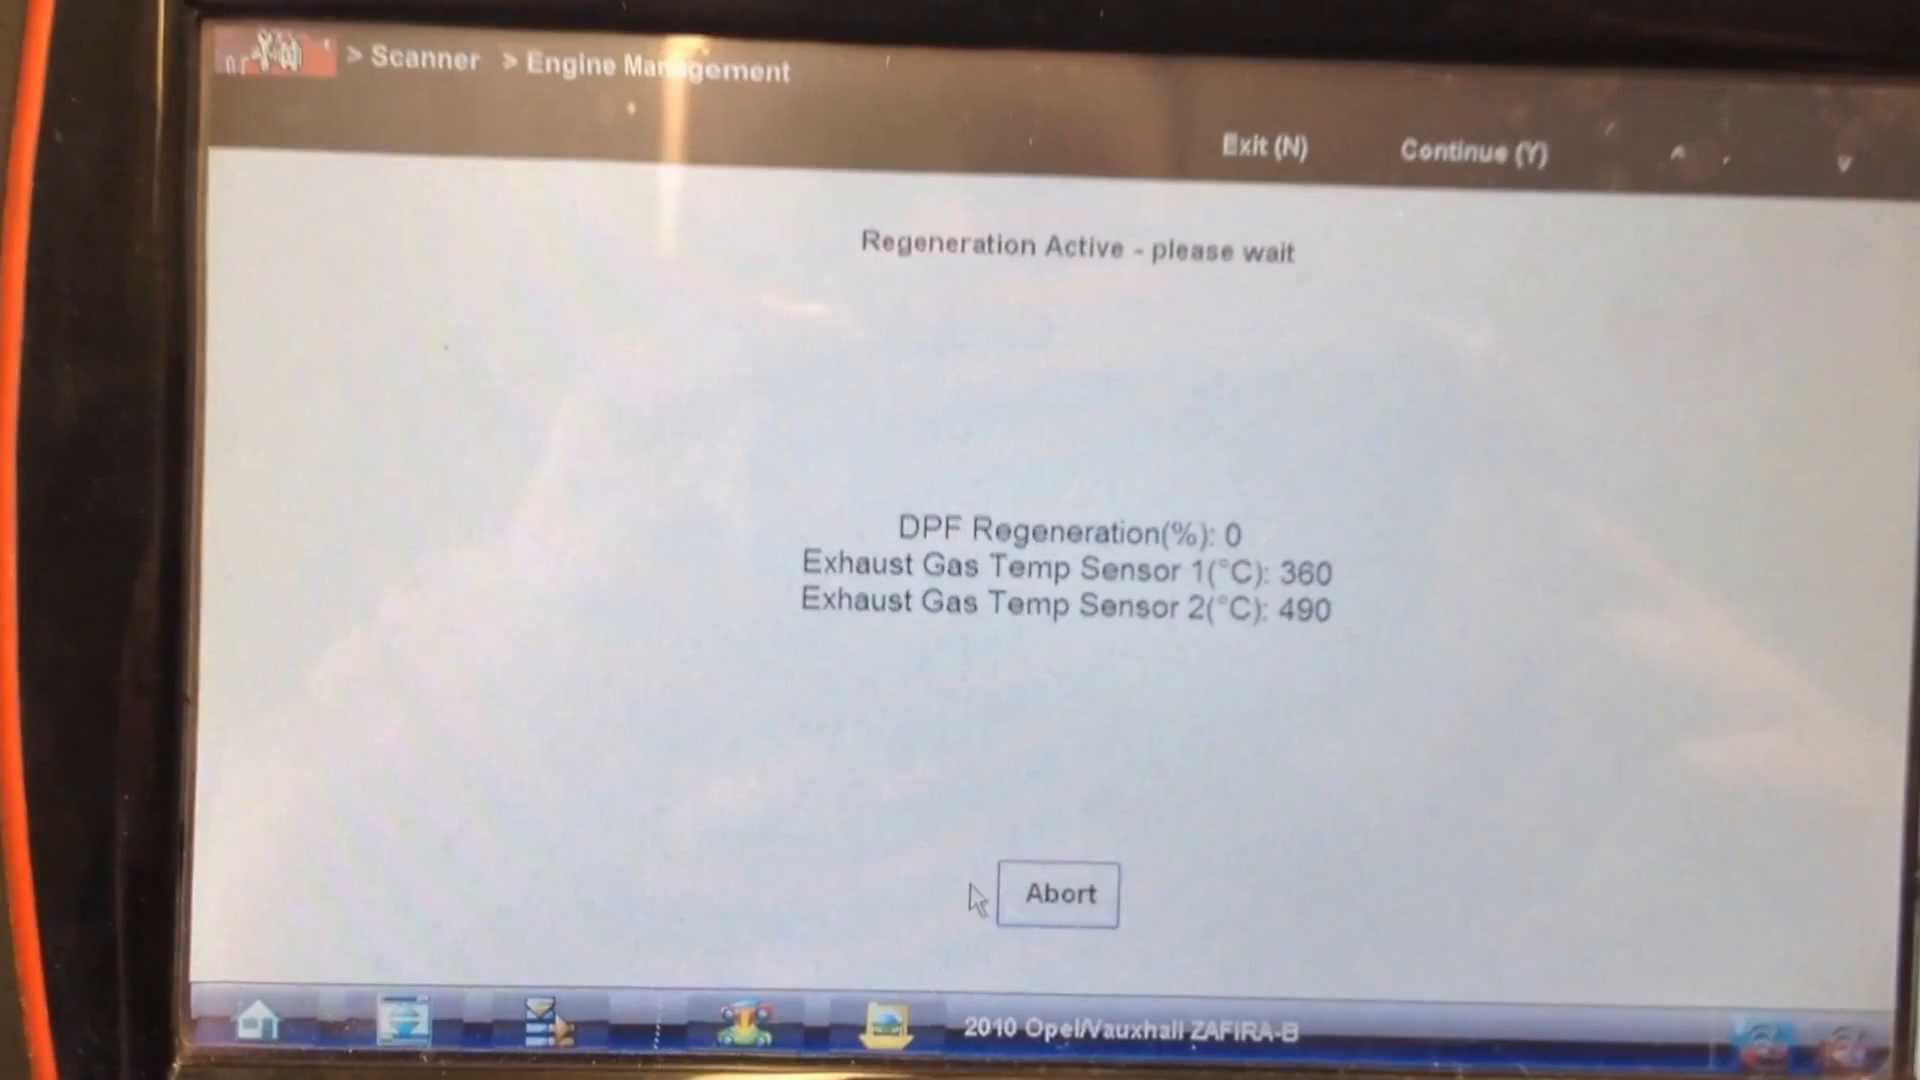 > Scanner > Engine Management
Exit (N) Continue (Y)
Regeneration Active - please wait
DPF Regeneration(%): 0
Exhaust Gas Temp Sensor 1(°C): 360
Exhaust Gas Temp Sensor 2(°C): 490
Abort
2010 Opel/Vauxhall ZAFIRA-B